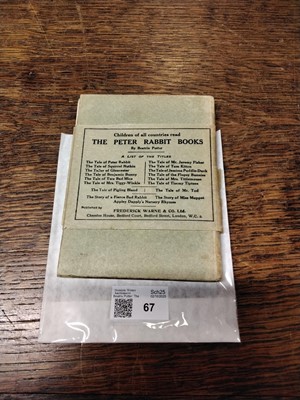 Children of all countries read
THE PETER RABBIT BOOKS
By Beatrix Potter
A LIST OF THE TITLES
The Tale of Peter Rabbit The Tale of Mr. Jeremy Fisher
The Tale of Squirrel Nutkin The Tale of Tom Kitten
The Tailor of Gloucester The Tale of Jemima Puddle-Duck
The Tale of Benjamin Bunny The Tale of the Flopsy Bunnies
The Tale of Two Bad Mice The Tale of Mrs. Tittlemouse
The Tale of Mrs. Tiggy-Winkle The Tale of Timmy Tiptoes
The Tale of Pigling Bland The Tale of Mr. Tod
The Story of a Fierce Bad Rabbit The Story of Miss Moppet
Appley Dapply's Nursery Rhymes
FREDERICK WARNE & CO. LTD.
Chandos House, Bedford Court, Bedford Street, London, W.C. 2
Sch25
67